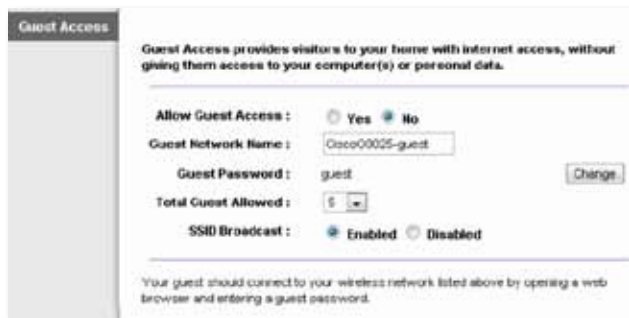 Guest Access
Guest Access provides visitors to your home with internet access, without
giving them access to your computer(s) or personal data.
Allow Guest Access : Yes No
Guest Network Name : Cisco00025-guest
Guest Password : guest Change
Total Guest Allowed : 5
SSID Broadcast : Enabled Disabled
Your guest should connect to your wireless network listed above by opening a web
browser and entering a guest password.